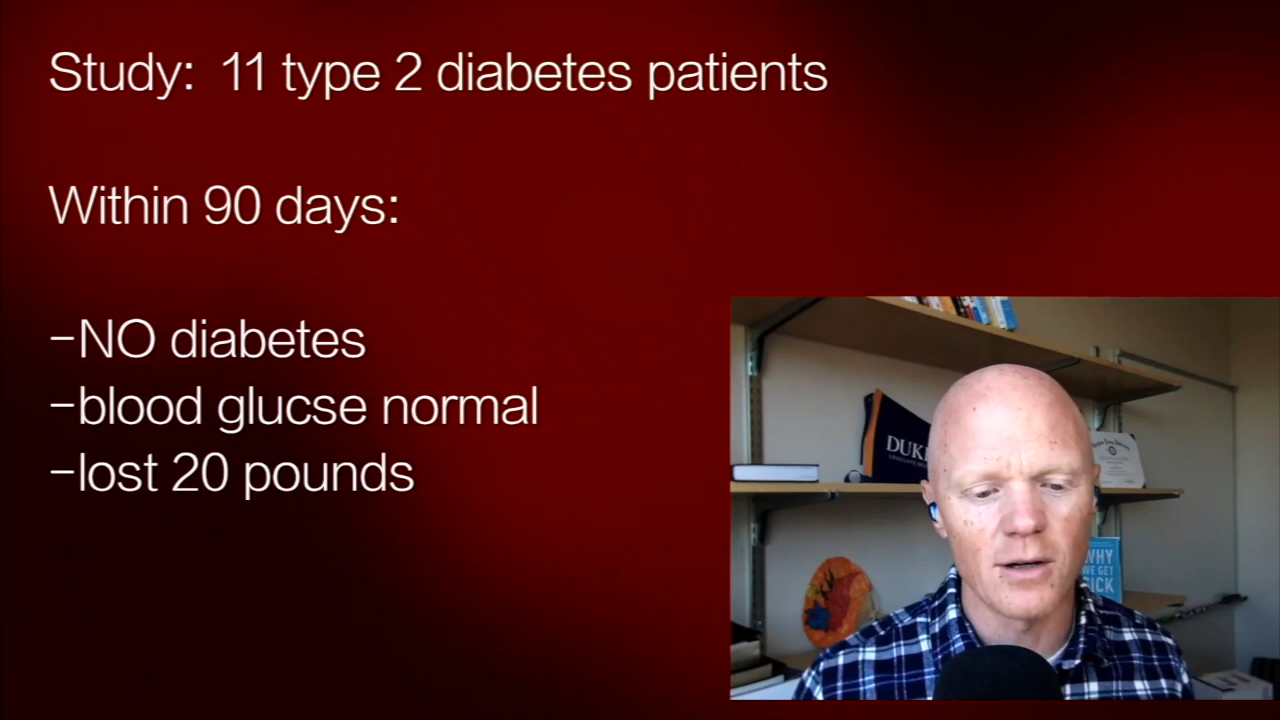 Study: 11 type 2 diabetes patients
Within 90 days:
-NO diabetes
-blood glucse normal
-lost 20 pounds
DUKE
WHY
WE GET
SICK